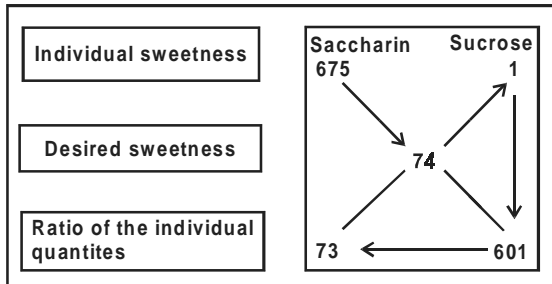 Individual sweetness
Desired sweetness
Ratio of the individual
quantites
Saccharin
Sucrose
675
1
74
73
601